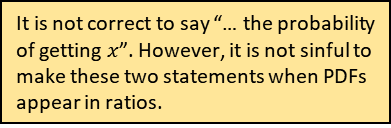 It is not correct to say “… the probability
of getting 𝑥”. However, it is not sinful to
make these two statements when PDFs
appear in ratios.